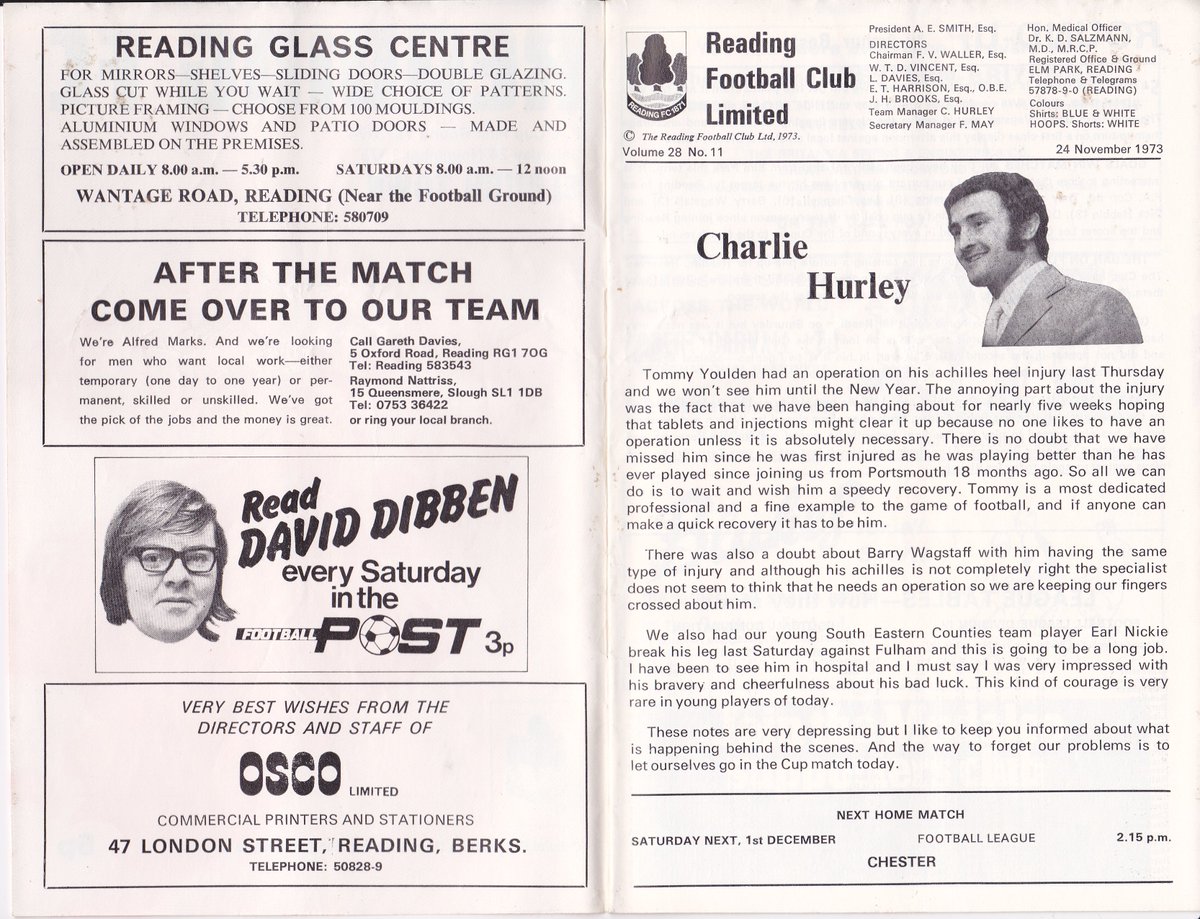 READING GLASS CENTRE
FOR MIRRORS—SHELVES—SLIDING DOORS—DOUBLE GLAZING.
GLASS CUT WHILE YOU WAIT — WIDE CHOICE OF PATTERNS.
PICTURE FRAMING — CHOOSE FROM 100 MOULDINGS.
ALUMINIUM WINDOWS AND PATIO DOORS — MADE AND
ASSEMBLED ON THE PREMISES.
OPEN DAILY 8.00 a.m. — 5.30 p.m. SATURDAYS 8.00 a.m. — 12 noon
WANTAGE ROAD, READING (Near the Football Ground)
TELEPHONE: 580709
AFTER THE MATCH
COME OVER TO OUR TEAM
We're Alfred Marks. And we're looking
for men who want local work—either
temporary (one day to one year) or per-
manent, skilled or unskilled. We've got
the pick of the jobs and the money is great.
Call Gareth Davies,
5 Oxford Road, Reading RG1 7OG
Tel: Reading 583543
Raymond Nattriss,
15 Queensmere, Slough SL1 1DB
Tel: 0753 36422
or ring your local branch.
Read
DAVID DIBBEN
every Saturday
in the
FOOTBALL POST 3p
VERY BEST WISHES FROM THE
DIRECTORS AND STAFF OF
OSCO LIMITED
COMMERCIAL PRINTERS AND STATIONERS
47 LONDON STREET, READING, BERKS.
TELEPHONE: 50828-9
READING FC 1871
Reading
Football Club
Limited
© The Reading Football Club Ltd, 1973.
President A. E. SMITH, Esq.
DIRECTORS
Chairman F. V. WALLER, Esq.
W. T. D. VINCENT, Esq.
L. DAVIES, Esq.
E. T. HARRISON, Esq., O.B.E.
J. H. BROOKS, Esq.
Team Manager C. HURLEY
Secretary Manager F. MAY
Hon. Medical Officer
Dr. K. D. SALZMANN,
M.D., M.R.C.P.
Registered Office & Ground
ELM PARK, READING
Telephone & Telegrams
57878-9-0 (READING)
Colours
Shirts: BLUE & WHITE
HOOPS. Shorts: WHITE
Volume 28 No. 11 24 November 1973
Charlie
Hurley
Tommy Youlden had an operation on his achilles heel injury last Thursday
and we won't see him until the New Year. The annoying part about the injury
was the fact that we have been hanging about for nearly five weeks hoping
that tablets and injections might clear it up because no one likes to have an
operation unless it is absolutely necessary. There is no doubt that we have
missed him since he was first injured as he was playing better than he has
ever played since joining us from Portsmouth 18 months ago. So all we can
do is to wait and wish him a speedy recovery. Tommy is a most dedicated
professional and a fine example to the game of football, and if anyone can
make a quick recovery it has to be him.
There was also a doubt about Barry Wagstaff with him having the same
type of injury and although his achilles is not completely right the specialist
does not seem to think that he needs an operation so we are keeping our fingers
crossed about him.
We also had our young South Eastern Counties team player Earl Nickie
break his leg last Saturday against Fulham and this is going to be a long job.
I have been to see him in hospital and I must say I was very impressed with
his bravery and cheerfulness about his bad luck. This kind of courage is very
rare in young players of today.
These notes are very depressing but I like to keep you informed about what
is happening behind the scenes. And the way to forget our problems is to
let ourselves go in the Cup match today.
NEXT HOME MATCH
SATURDAY NEXT, 1st DECEMBER FOOTBALL LEAGUE 2.15 p.m.
CHESTER